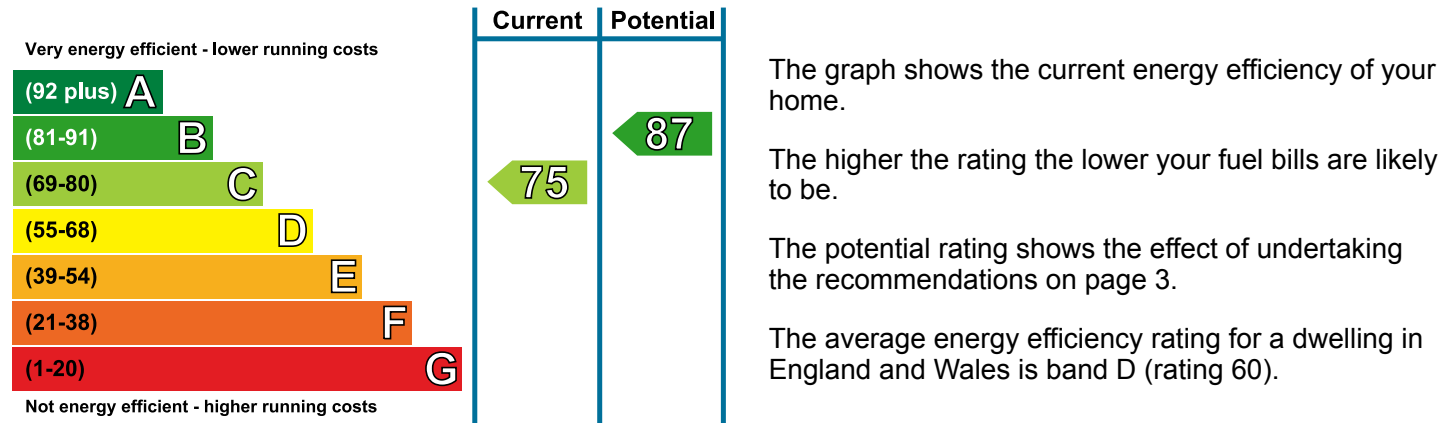 Current Potential
Very energy efficient - lower running costs
(92 plus) A
(81-91) B
87
(69-80) C
75
(55-68) D
(39-54) E
(21-38) F
(1-20) G
Not energy efficient - higher running costs
The graph shows the current energy efficiency of your
home.
The higher the rating the lower your fuel bills are likely
to be.
The potential rating shows the effect of undertaking
the recommendations on page 3.
The average energy efficiency rating for a dwelling in
England and Wales is band D (rating 60).